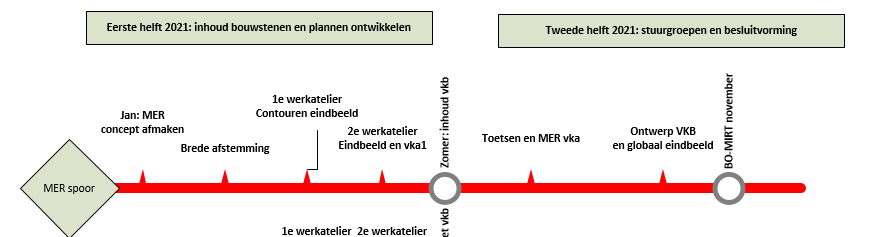 Eerste helft 2021: inhoud bouwstenen en plannen ontwikkelen
Tweede helft 2021: stuurgroepen en besluitvorming
Jan: MER
concept afmaken
Brede afstemming
1e werkatelier
Contouren eindbeeld
2e werkatelier
Eindbeeld en vka1
Zomer: inhoud vkb
Toetsen en MER vka
Ontwerp VKB
en globaal eindbeeld
BO-MIRT november
MER spoor
1e werkatelier 2e werkatelier
vkb